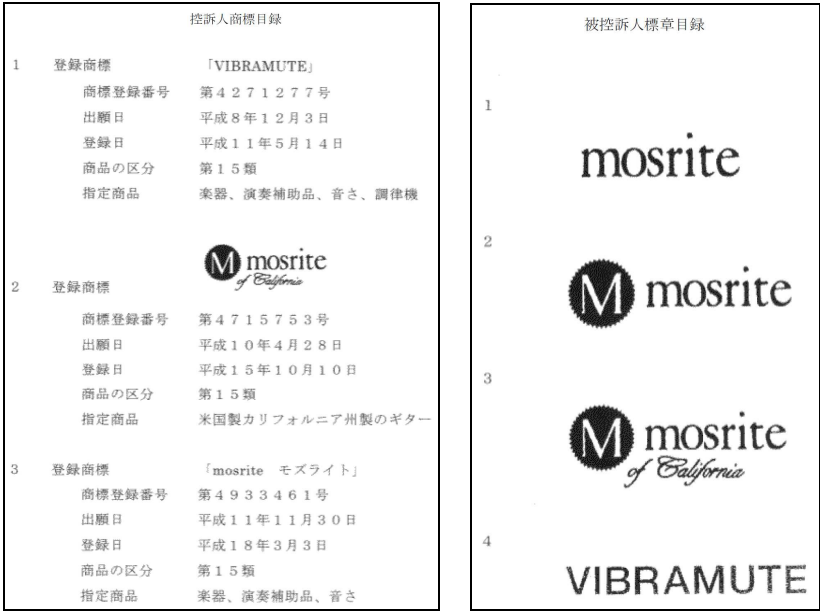 控訴人商標目録
1 登録商標 「VIBRAMUTE」
商標登録番号 第4271277号
出願日 平成8年12月3日
登録日 平成11年5月14日
商品の区分 第15類
指定商品 楽器、演奏補助品、音さ、調律機
M mosrite
of California
2 登録商標
商標登録番号 第4715753号
出願日 平成10年4月28日
登録日 平成15年10月10日
商品の区分 第15類
指定商品 米国製カリフォルニア州製のギター
3 登録商標 「mosrite モズライト」
商標登録番号 第4933461号
出願日 平成11年11月30日
登録日 平成18年3月3日
商品の区分 第15類
指定商品 楽器、演奏補助品、音さ
被控訴人標章目録
1
mosrite
2
M mosrite
3
M mosrite
of California
4
VIBRAMUTE